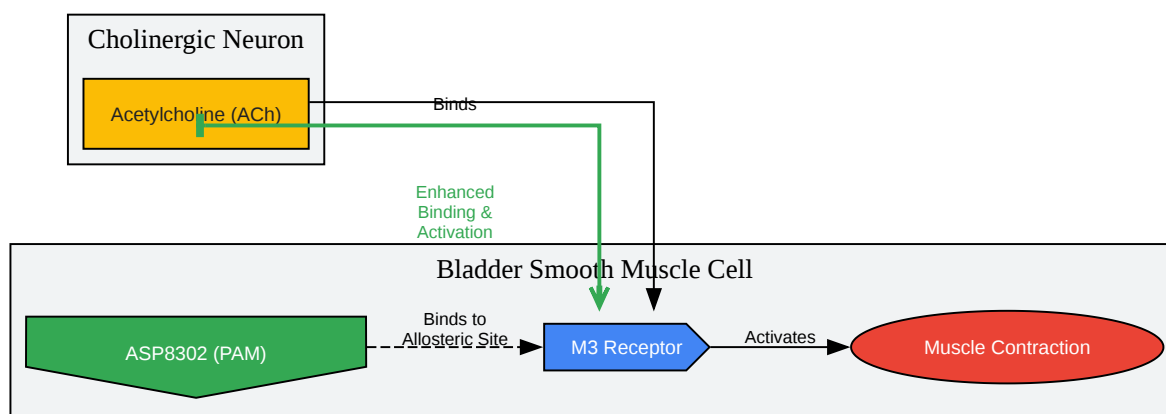 Cholinergic Neuron
Acetylcholine (ACh)
Binds
Enhanced
Binding &
Activation
Bladder Smooth Muscle Cell
ASP8302 (PAM)
Binds to
Allosteric Site
M3 Receptor
Activates
Muscle Contraction